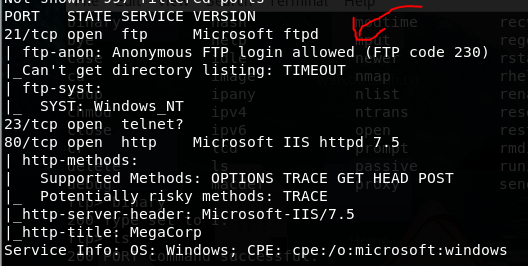 Not shown: 997 filtered ports
PORT   STATE SERVICE VERSION
21/tcp open  ftp     Microsoft ftpd
| ftp-anon: Anonymous FTP login allowed (FTP code 230)
|_Can't get directory listing: TIMEOUT
| ftp-syst:
|_  SYST: Windows_NT
23/tcp open  telnet?
80/tcp open  http    Microsoft IIS httpd 7.5
| http-methods:
|   Supported Methods: OPTIONS TRACE GET HEAD POST
|_  Potentially risky methods: TRACE
|_http-server-header: Microsoft-IIS/7.5
|_http-title: MegaCorp
Service Info: OS: Windows; CPE: cpe:/o:microsoft:windows